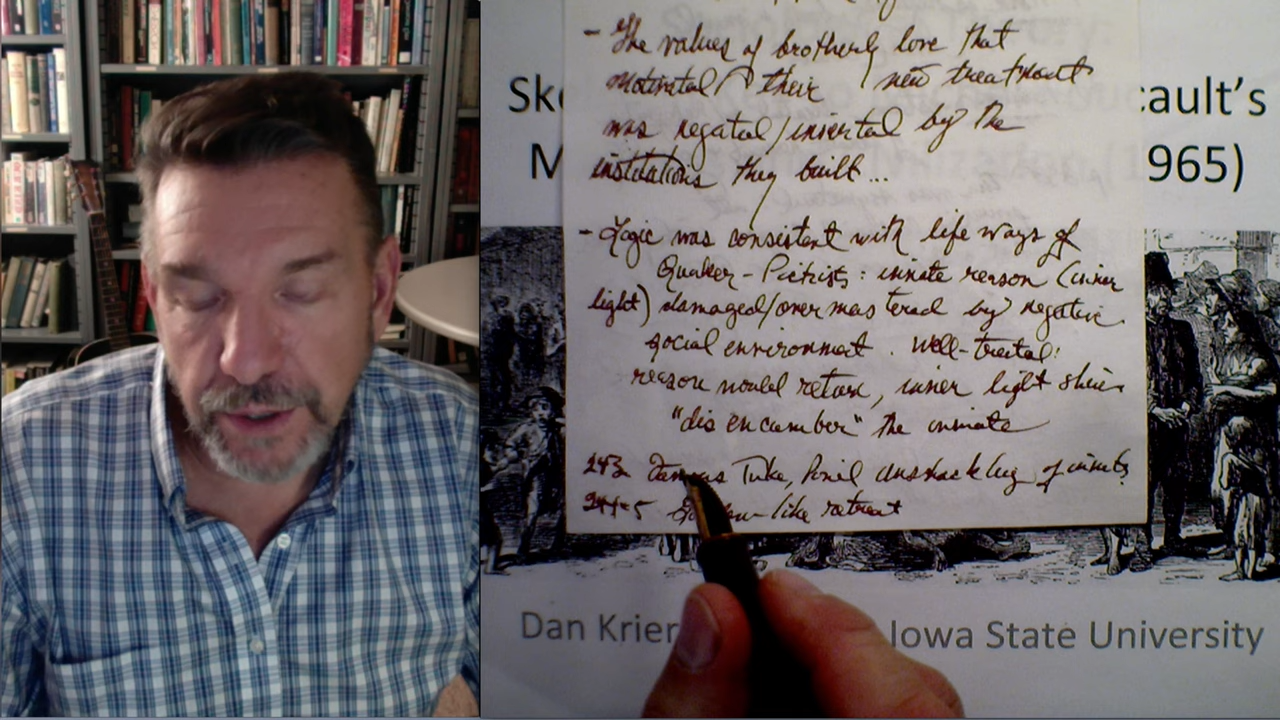 Ske
cault's
M
965)
- The values of brotherly love that
motivated their new treatment
was negated/inverted by the
institutions they built...
- Logic was consistent with life ways of
Quaker-Pietists: innate reason (inner
light) damaged/overmastered by negative
social environment. Well-treated:
reason would return, inner light shine
"disencumber" the inmate
243 Famous Tuke, Pinel unshackling of inmates
244-5 like retreat
Dan Krier
Iowa State University